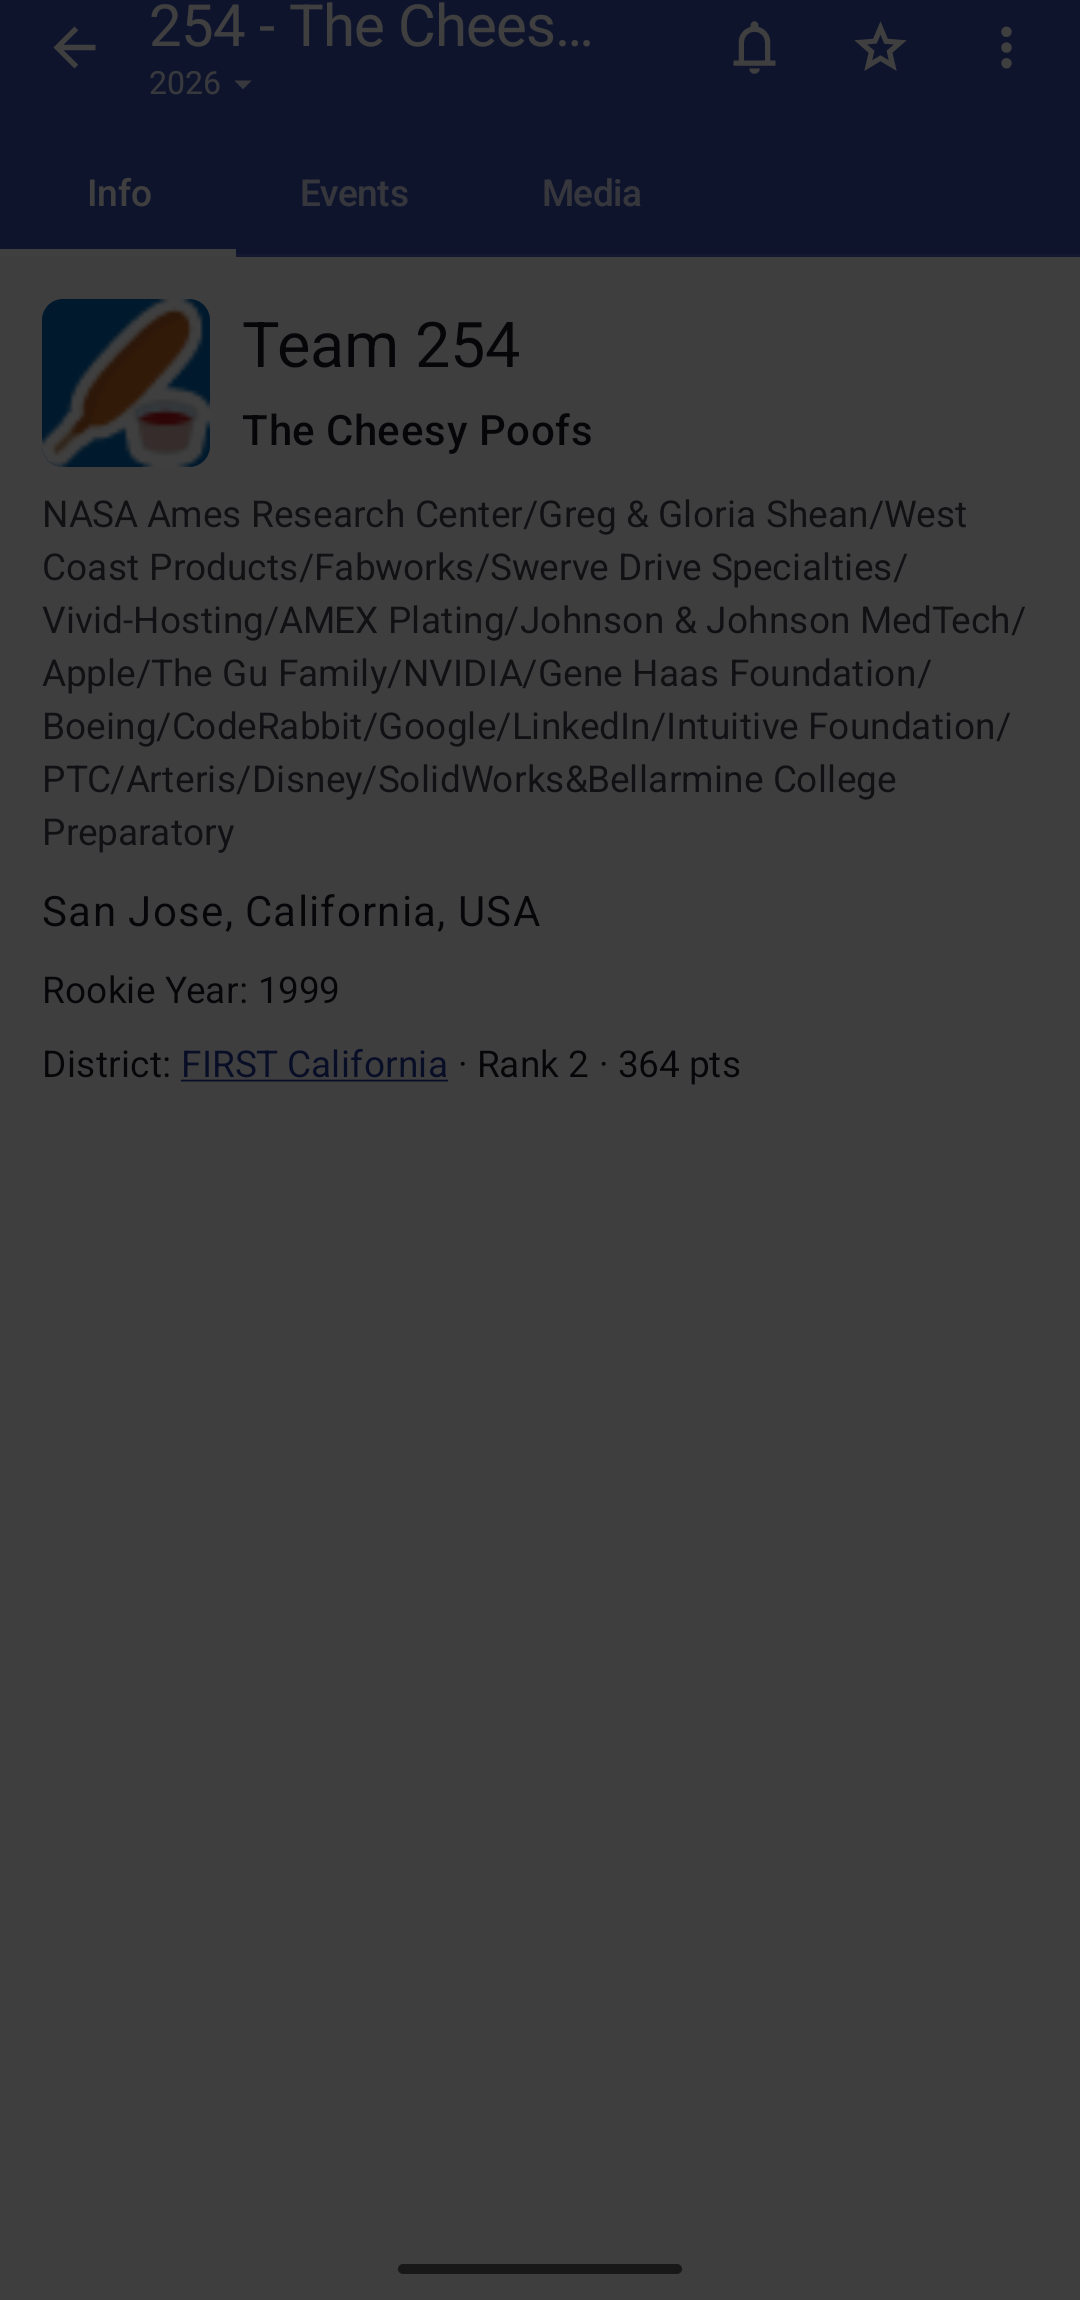 254 - The Chees...
2026
Info
Events
Media
Team 254
The Cheesy Poofs
NASA Ames Research Center/Greg & Gloria Shean/West
Coast Products/Fabworks/Swerve Drive Specialties/
Vivid-Hosting/AMEX Plating/Johnson & Johnson MedTech/
Apple/The Gu Family/NVIDIA/Gene Haas Foundation/
Boeing/CodeRabbit/Google/LinkedIn/Intuitive Foundation/
PTC/Arteris/Disney/SolidWorks&Bellarmine College
Preparatory
San Jose, California, USA
Rookie Year: 1999
District: FIRST California · Rank 2 · 364 pts